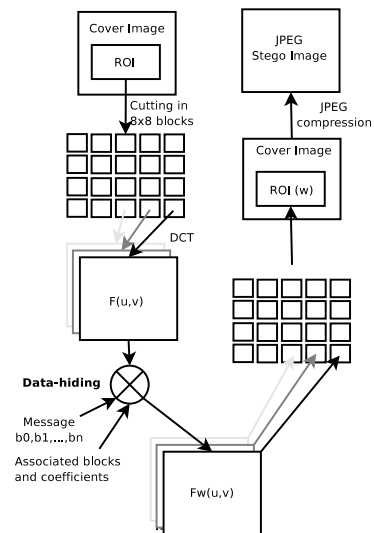 Cover Image
ROI
Cutting in
8x8 blocks
DCT
F(u,v)
Data-hiding
Message
b0,b1,...,bn
Associated blocks
and coefficients
Fw(u,v)
JPEG
Stego Image
JPEG
compression
Cover Image
ROI (w)